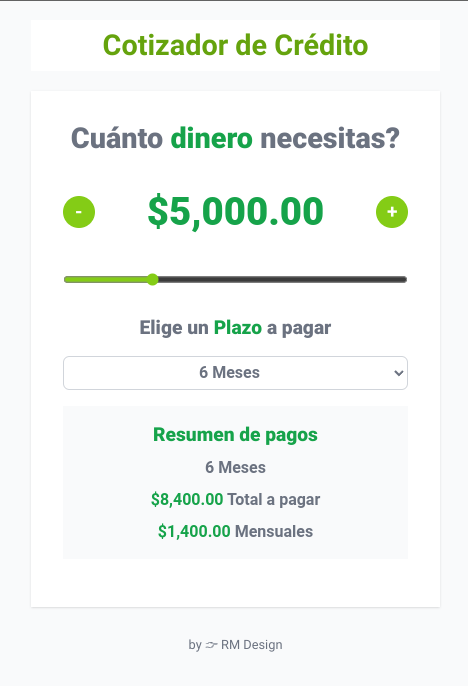 Cotizador de Crédito
Cuánto dinero necesitas?
- $5,000.00 +
Elige un Plazo a pagar
6 Meses
Resumen de pagos
6 Meses
$8,400.00 Total a pagar
$1,400.00 Mensuales
by 👉 RM Design